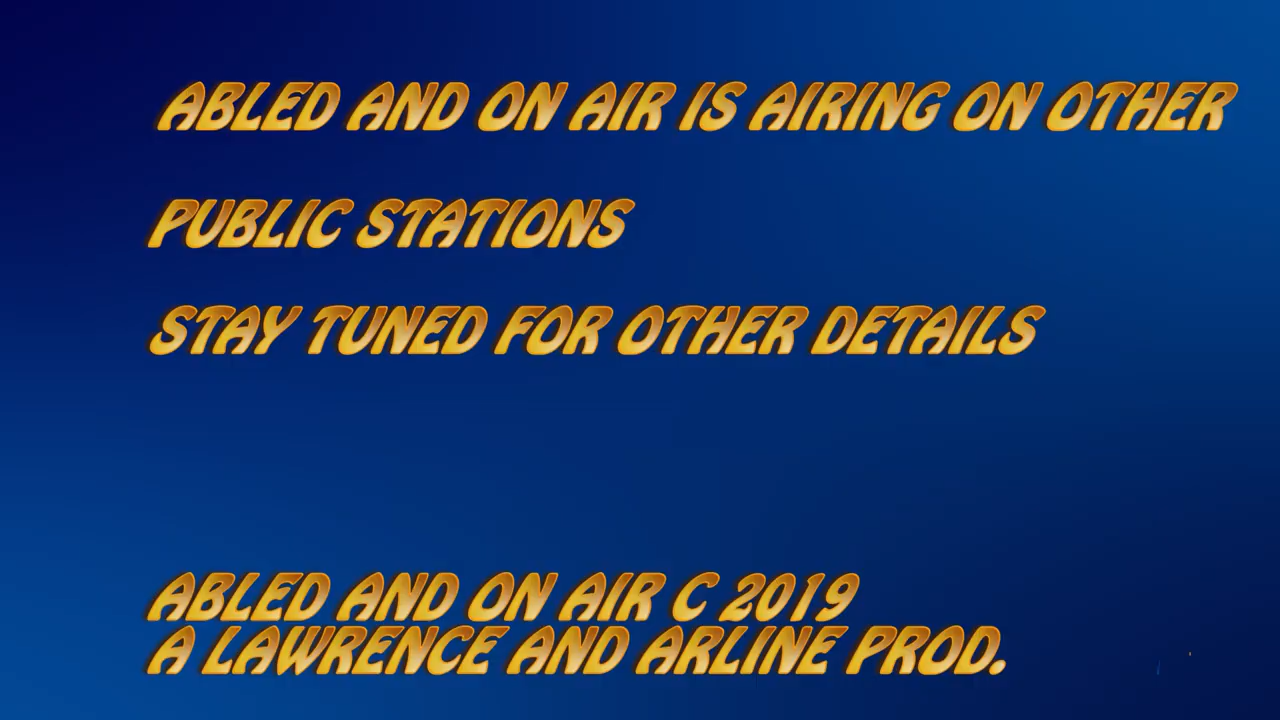 ABLED AND ON AIR IS AIRING ON OTHER
PUBLIC STATIONS
STAY TUNED FOR OTHER DETAILS
ABLED AND ON AIR C 2019
A LAWRENCE AND ARLINE PROD.